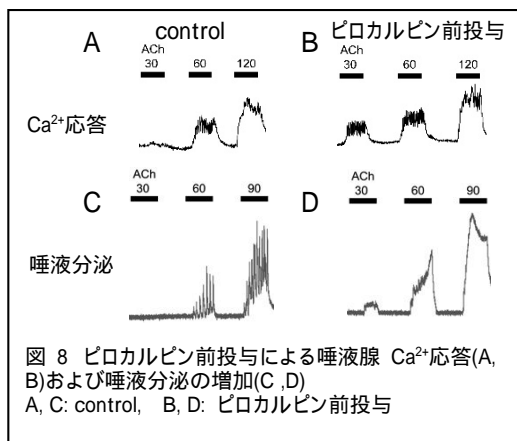 control
ピロカルピン前投与
A
B
ACh
30 60 120
ACh
30 60 120
Ca²⁺応答
C
D
ACh
30 60 90
ACh
30 60 90
唾液分泌
図 8 ピロカルピン前投与による唾液腺 Ca²⁺応答(A,
B)および唾液分泌の増加(C ,D)
A, C: control, B, D: ピロカルピン前投与